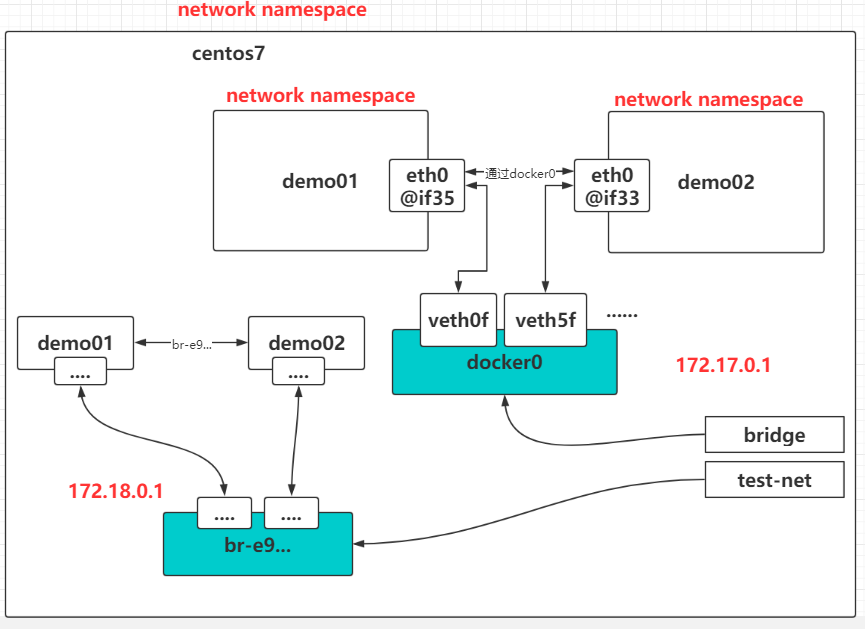 network namespace
centos7
network namespace
network namespace
demo01
eth0
@if35
通过docker0
eth0
@if33
demo02
veth0f
veth5f
......
docker0
172.17.0.1
demo01
....
br-e9...
demo02
....
bridge
test-net
172.18.0.1
....
....
br-e9...